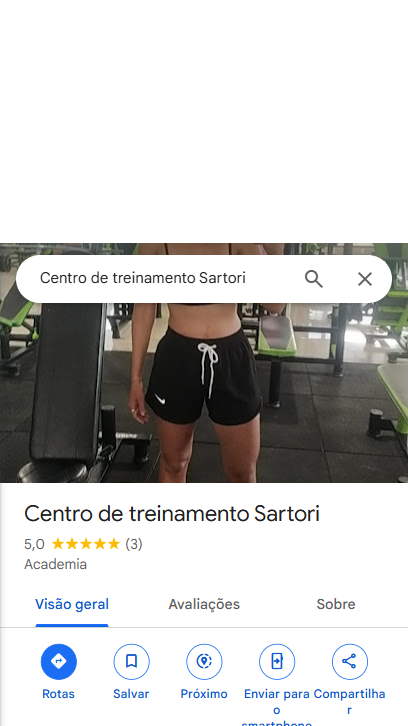 Centro de treinamento Sartori
Centro de treinamento Sartori
5,0 (3)
Academia
Visão geral Avaliações Sobre
Rotas Salvar Próximo Enviar para o smartphone Compartilhar